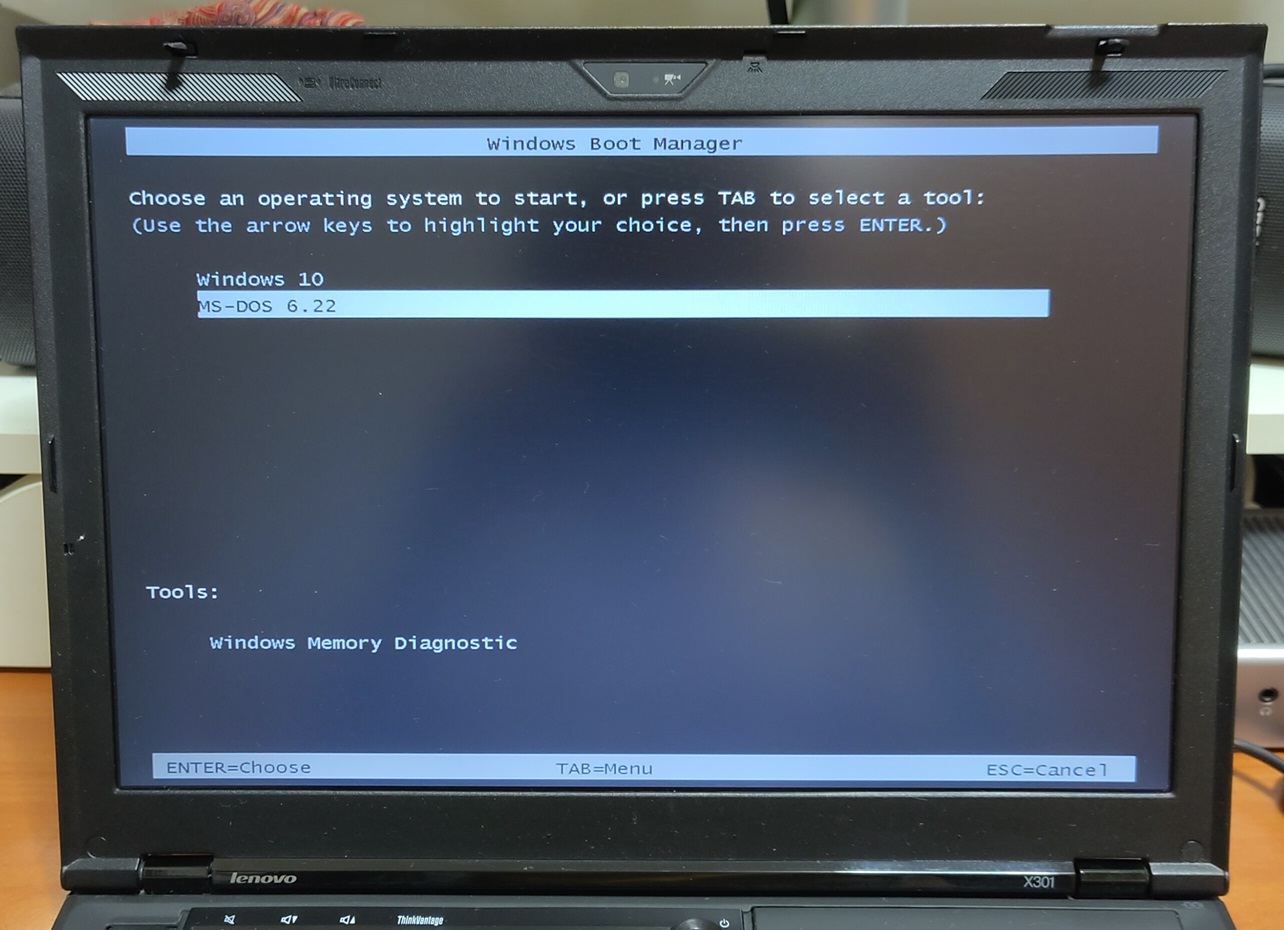 UltraConnect
Windows Boot Manager
Choose an operating system to start, or press TAB to select a tool:
(Use the arrow keys to highlight your choice, then press ENTER.)
Windows 10
MS-DOS 6.22
Tools:
Windows Memory Diagnostic
ENTER=Choose TAB=Menu ESC=Cancel
lenovo X301
ThinkVantage